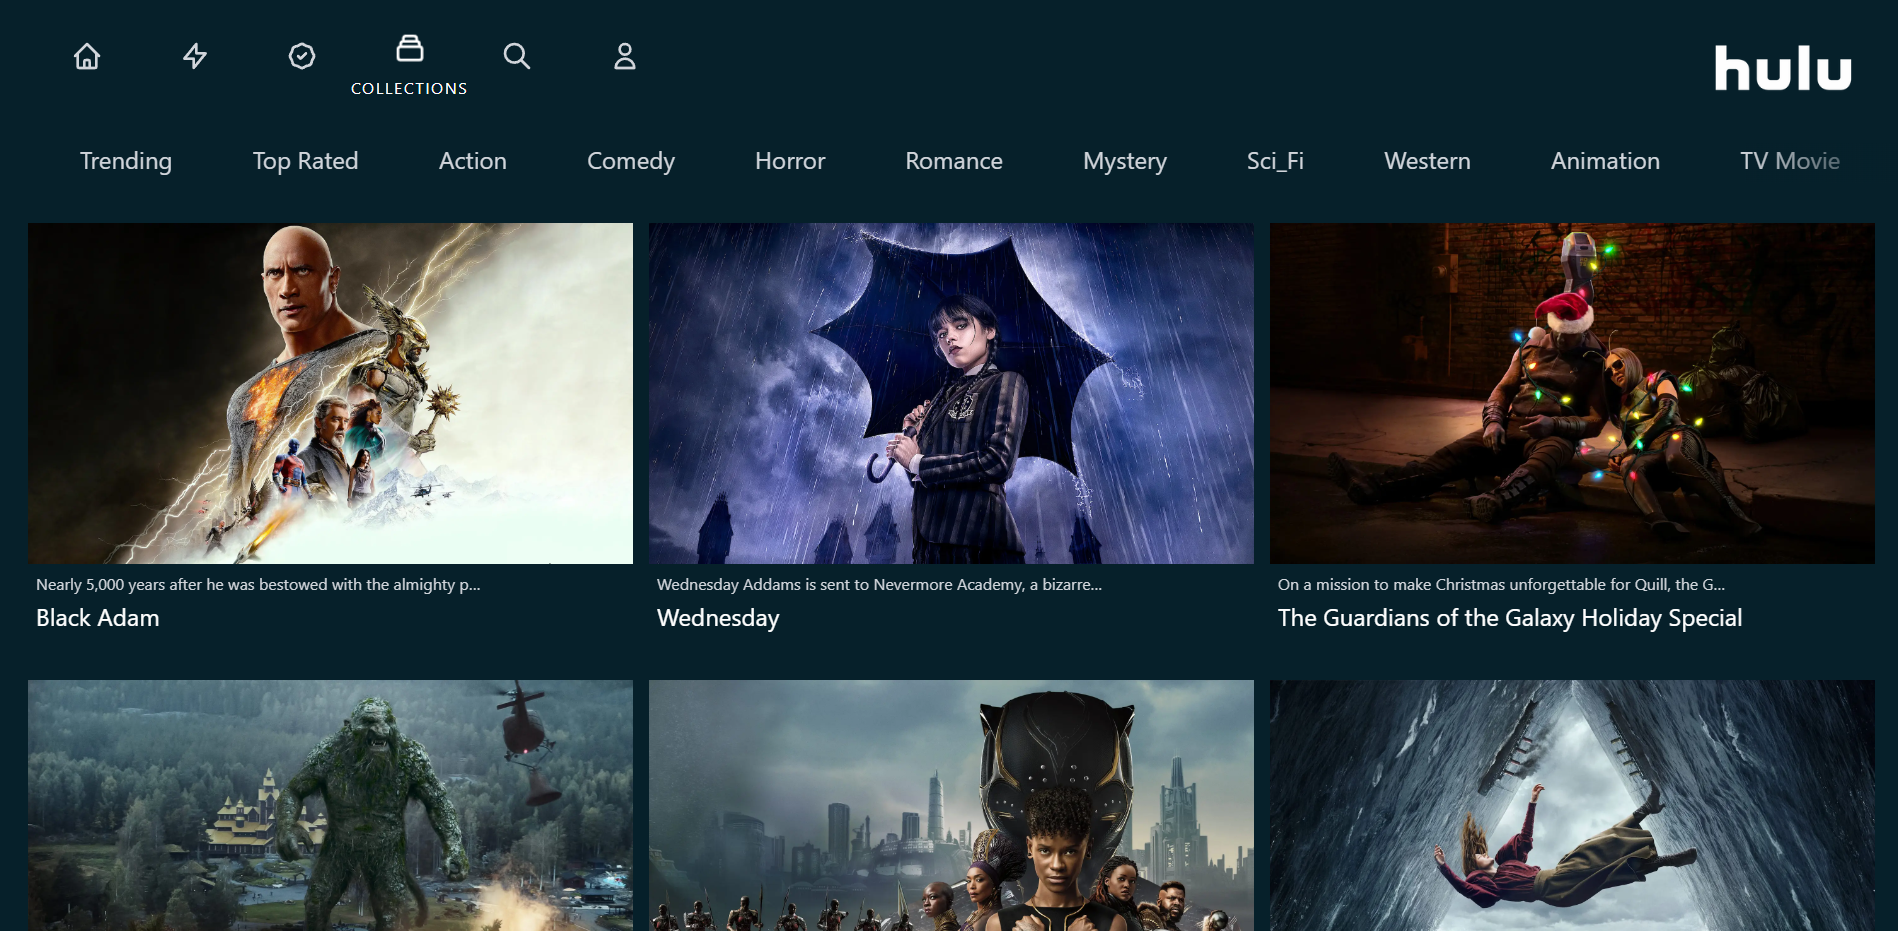 COLLECTIONS
hulu
Trending Top Rated Action Comedy Horror Romance Mystery Sci_Fi Western Animation TV Movie
Nearly 5,000 years after he was bestowed with the almighty p...
Black Adam
Wednesday Addams is sent to Nevermore Academy, a bizarre...
Wednesday
On a mission to make Christmas unforgettable for Quill, the G...
The Guardians of the Galaxy Holiday Special